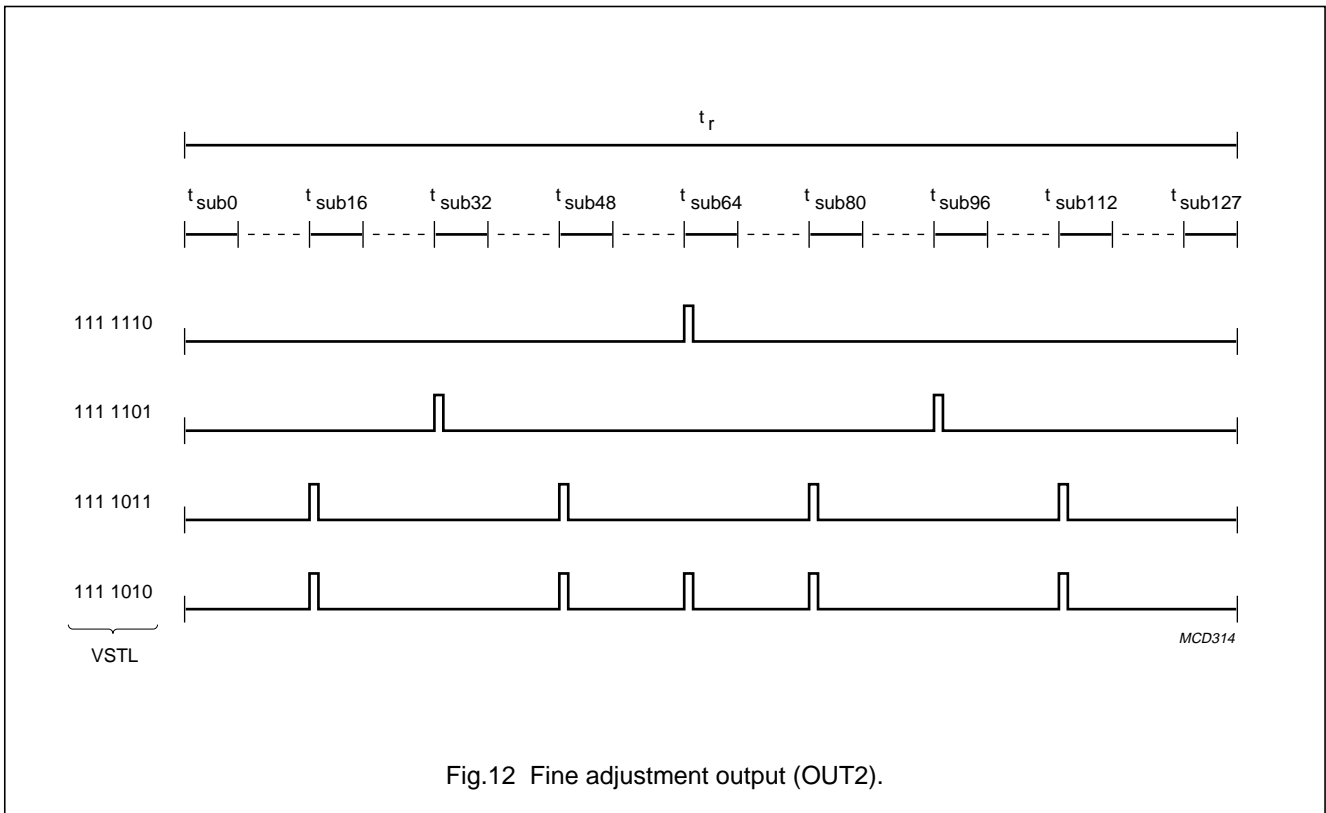 t r
t sub0 t sub16 t sub32 t sub48 t sub64 t sub80 t sub96 t sub112 t sub127
111 1110
111 1101
111 1011
111 1010
VSTL
MCD314
Fig.12 Fine adjustment output (OUT2).